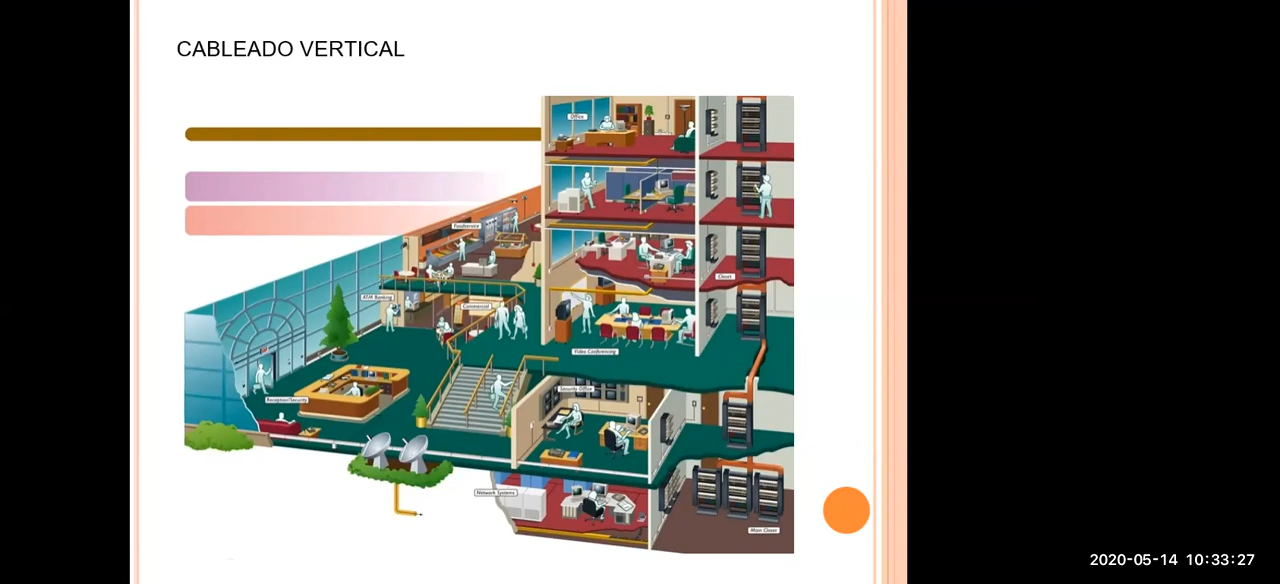 CABLEADO VERTICAL
Office
Foodservice
Closet
ATM Banking
Commercial
Video Conferencing
Security Office
Reception/Security
Network Systems
Main Closet
2020-05-14 10:33:27